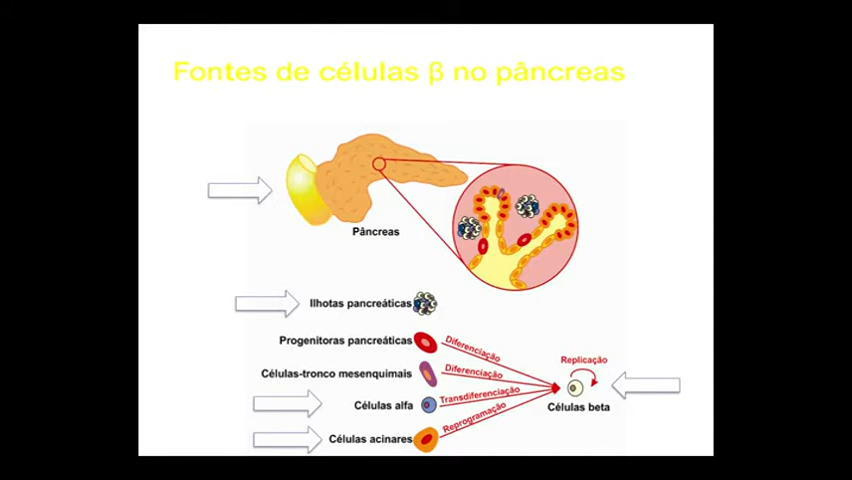 Fontes de células β no pâncreas
Pâncreas
Ilhotas pancreáticas
Progenitoras pancreáticas
Diferenciação
Replicação
Células-tronco mesenquimais
Diferenciação
Células alfa
Transdiferenciação
Células beta
Células acinares
Reprogramação